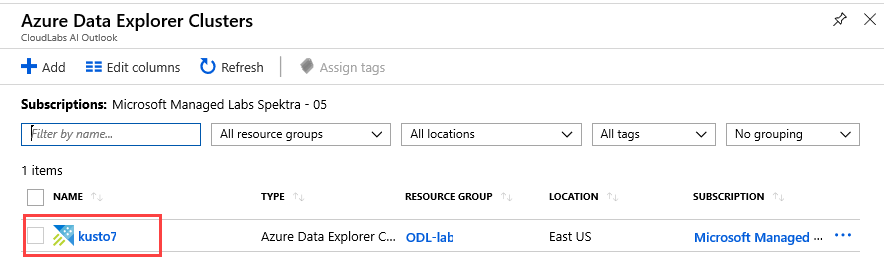 Azure Data Explorer Clusters
CloudLabs AI Outlook
Add Edit columns Refresh Assign tags
Subscriptions: Microsoft Managed Labs Spektra - 05
Filter by name... All resource groups All locations All tags No grouping
1 items
NAME TYPE RESOURCE GROUP LOCATION SUBSCRIPTION
kusto7 Azure Data Explorer C... ODL-lab East US Microsoft Managed ...